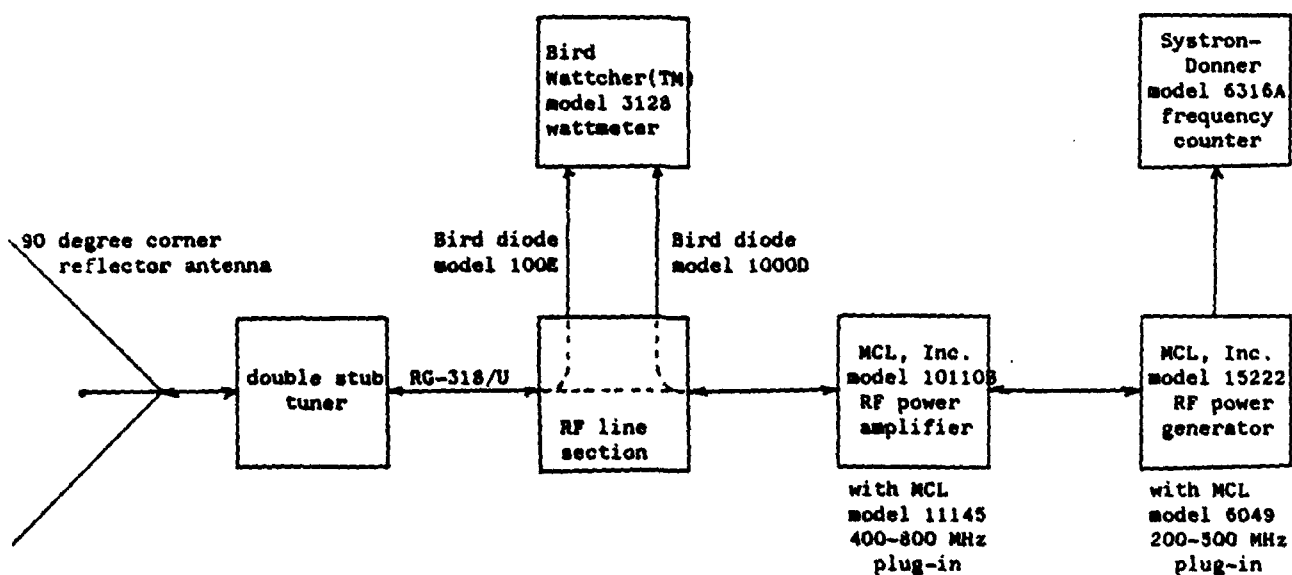 Bird
Wattcher(TM)
model 3128
wattmeter
Systron-
Donner
model 6316A
frequency
counter
90 degree corner
reflector antenna
Bird diode
model 100E
Bird diode
model 1000D
double stub
tuner
RG-318/U
RF line
section
MCL, Inc.
model 10110B
RF power
amplifier
MCL, Inc.
model 15222
RF power
generator
with MCL
model 11145
400-800 MHz
plug-in
with MCL
model 6049
200-500 MHz
plug-in